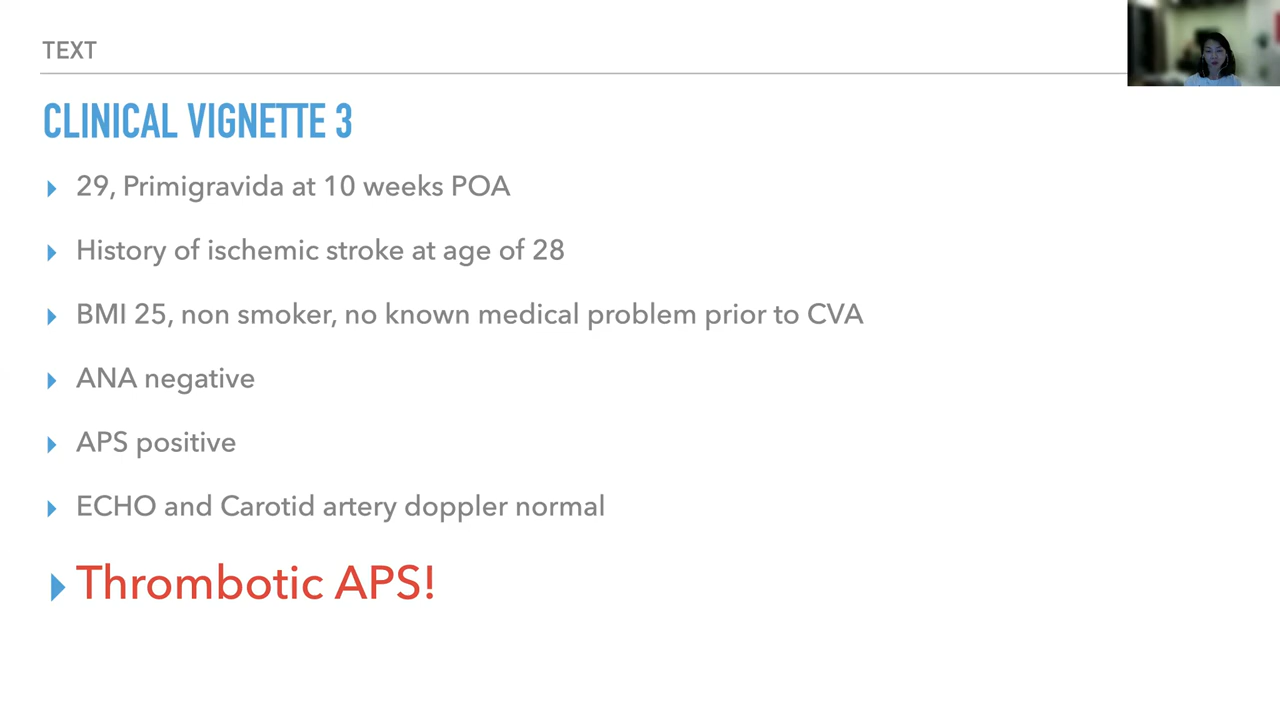 TEXT
CLINICAL VIGNETTE 3
29, Primigravida at 10 weeks POA
History of ischemic stroke at age of 28
BMI 25, non smoker, no known medical problem prior to CVA
ANA negative
APS positive
ECHO and Carotid artery doppler normal
Thrombotic APS!